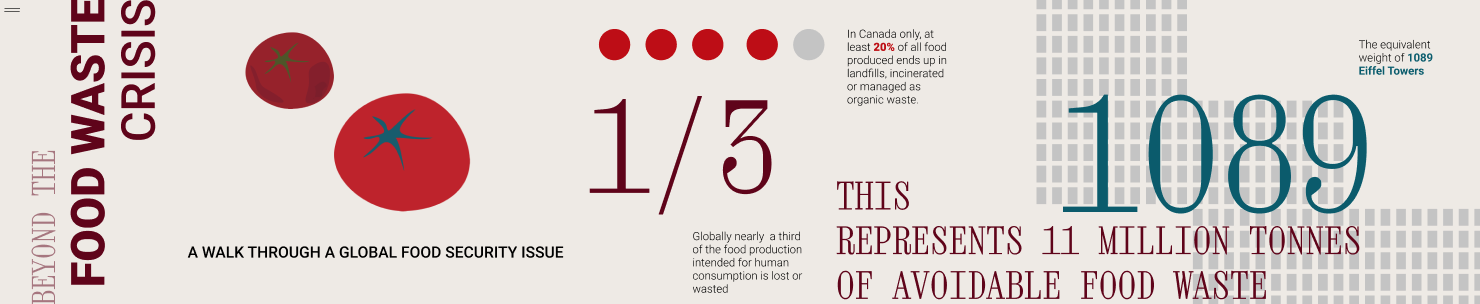 BEYOND THE
FOOD WASTE
CRISIS
A WALK THROUGH A GLOBAL FOOD SECURITY ISSUE
1/3
Globally nearly a third
of the food production
intended for human
consumption is lost or
wasted
In Canada only, at
least 20% of all food
produced ends up in
landfills, incinerated
or managed as
organic waste.
THIS
REPRESENTS 11 MILLION TONNES
OF AVOIDABLE FOOD WASTE
1089
The equivalent
weight of 1089
Eiffel Towers